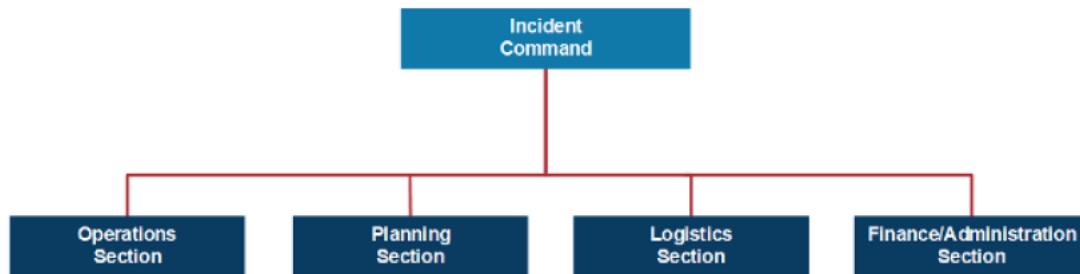 Incident
Command
Operations
Section
Planning
Section
Logistics
Section
Finance/Administration
Section